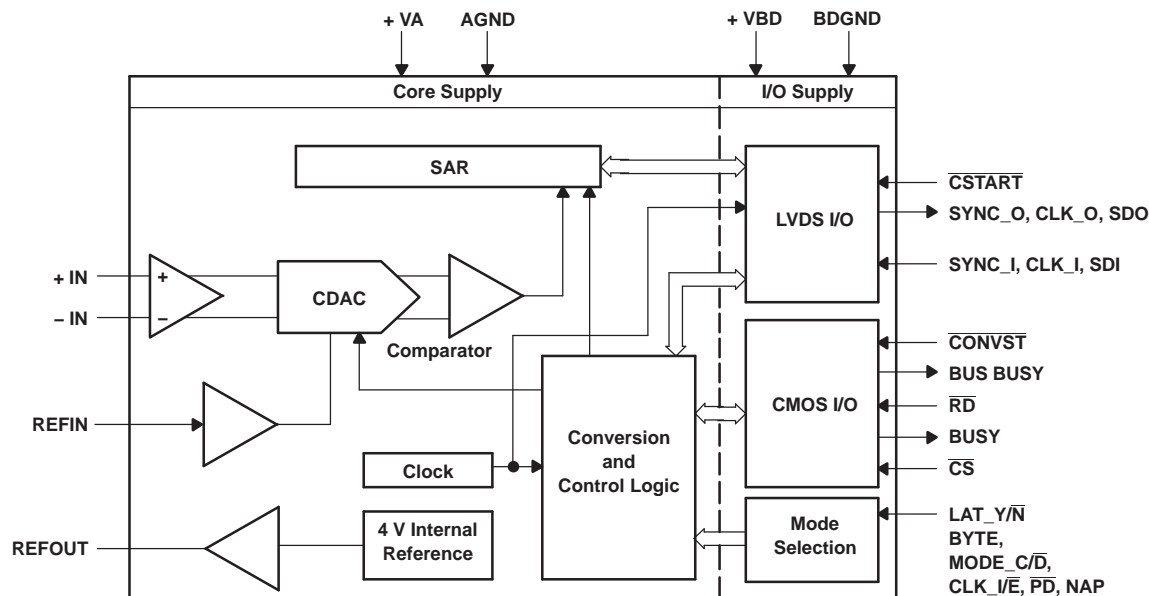 + VA AGND + VBD BDGND
Core Supply I/O Supply
SAR
CSTART
LVDS I/O
SYNC_O, CLK_O, SDO
+ IN
+
SYNC_I, CLK_I, SDI
CDAC
– IN
–
Comparator
CONVST
BUS BUSY
CMOS I/O
RD
REFIN
BUSY
Conversion
and
Control Logic
Clock
CS
LAT_Y/N
4 V Internal
Reference
Mode
Selection
BYTE,
REFOUT
MODE_C/D,
CLK_I/E, PD, NAP